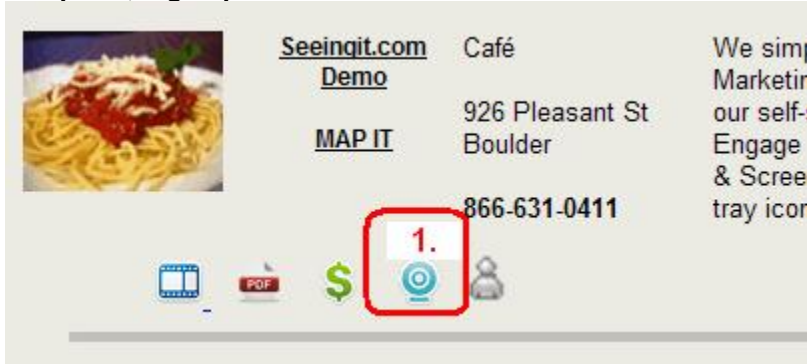 Seeingit.com
Demo
MAP IT
Café
926 Pleasant St
Boulder
866-631-0411
We simp
Marketin
our self-s
Engage
& Scree
tray icon
1.
PDF